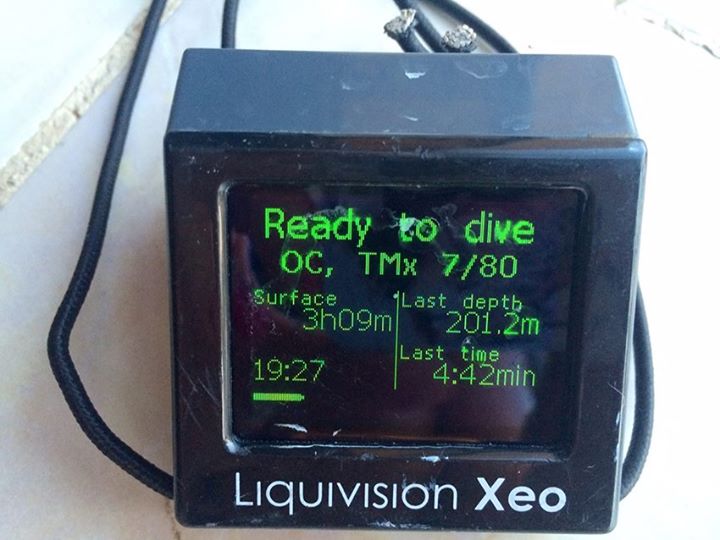 Ready to dive
OC, TMx 7/80
Surface
3h09m
Last depth
201.2m
19:27
Last time
4:42min
Liquivision Xeo